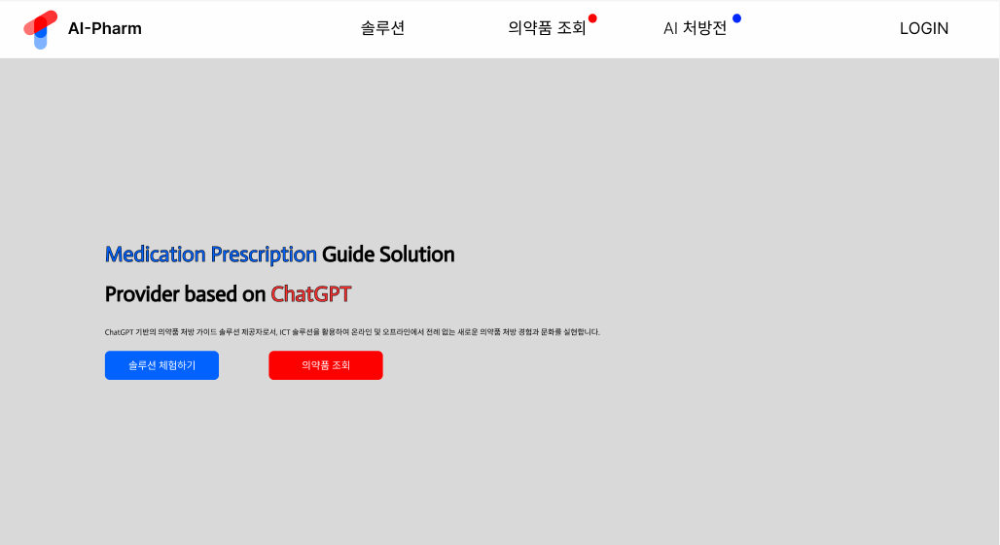 AI-Pharm
솔루션
의약품 조회
AI 처방전
LOGIN
Medication Prescription Guide Solution
Provider based on ChatGPT
ChatGPT 기반의 의약품 처방 가이드 솔루션 제공자로서, ICT 솔루션을 활용하여 온라인 및 오프라인에서 전례 없는 새로운 의약품 처방 경험과 문화를 실현합니다.
솔루션 체험하기
의약품 조회